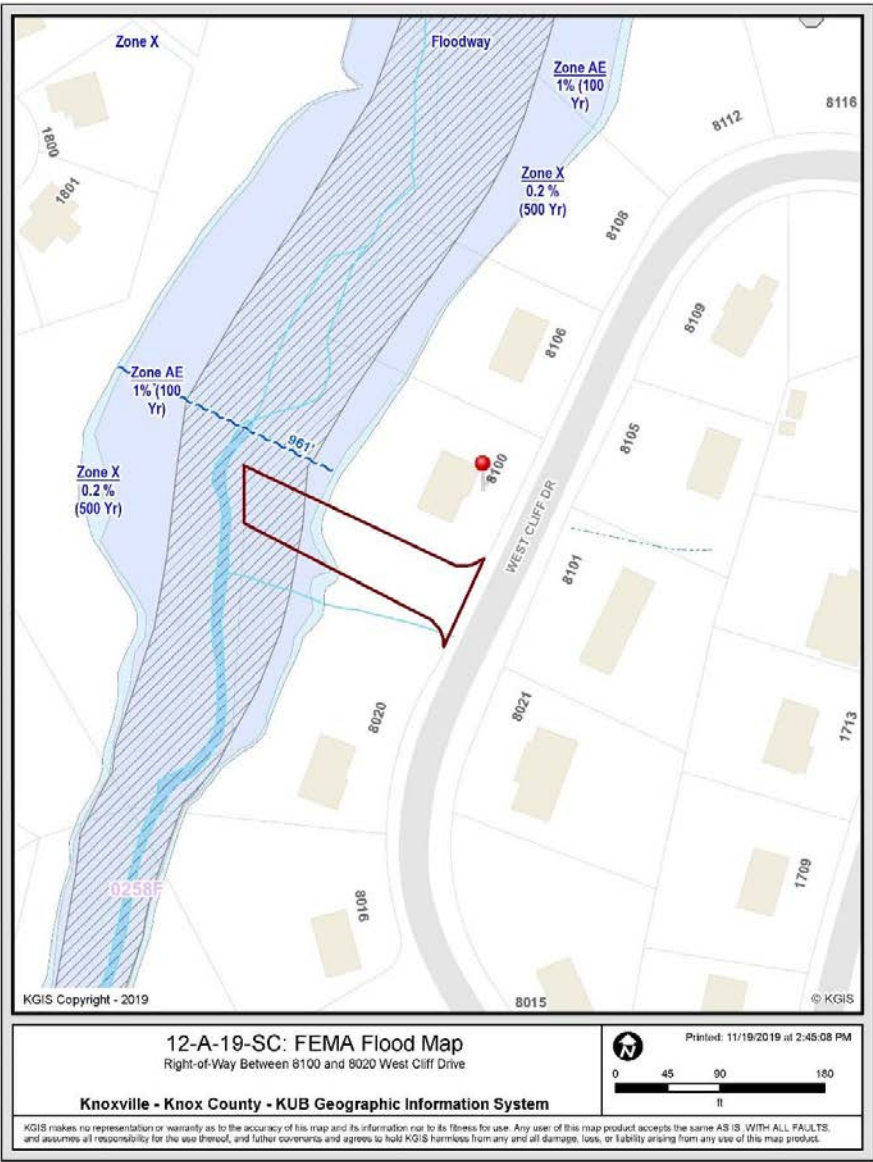 Zone X
Floodway
Zone AE
1% (100
Yr)
8116
8112
1800
1801
Zone X
0.2 %
(500 Yr)
8108
8109
8106
Zone AE
1% (100
Yr)
961'
8105
8100
Zone X
0.2 %
(500 Yr)
WEST CLIFF DR
8101
8020
8021
1713
1709
0258F
8016
8015
KGIS Copyright - 2019
© KGIS
12-A-19-SC: FEMA Flood Map
Right-of-Way Between 8100 and 8020 West Cliff Drive
Knoxville - Knox County - KUB Geographic Information System
N
Printed: 11/19/2019 at 2:45:08 PM
0 45 90 180
ft
KGIS makes no representation or warranty as to the accuracy of his map and its information nor to its fitness for use. Any user of this map product accepts the same AS IS, WITH ALL FAULTS,
and assumes all responsibility for the use thereof, and futher covenants and agrees to hold KGIS harmless from any and all damage, loss, or liability arising from any use of this map product.